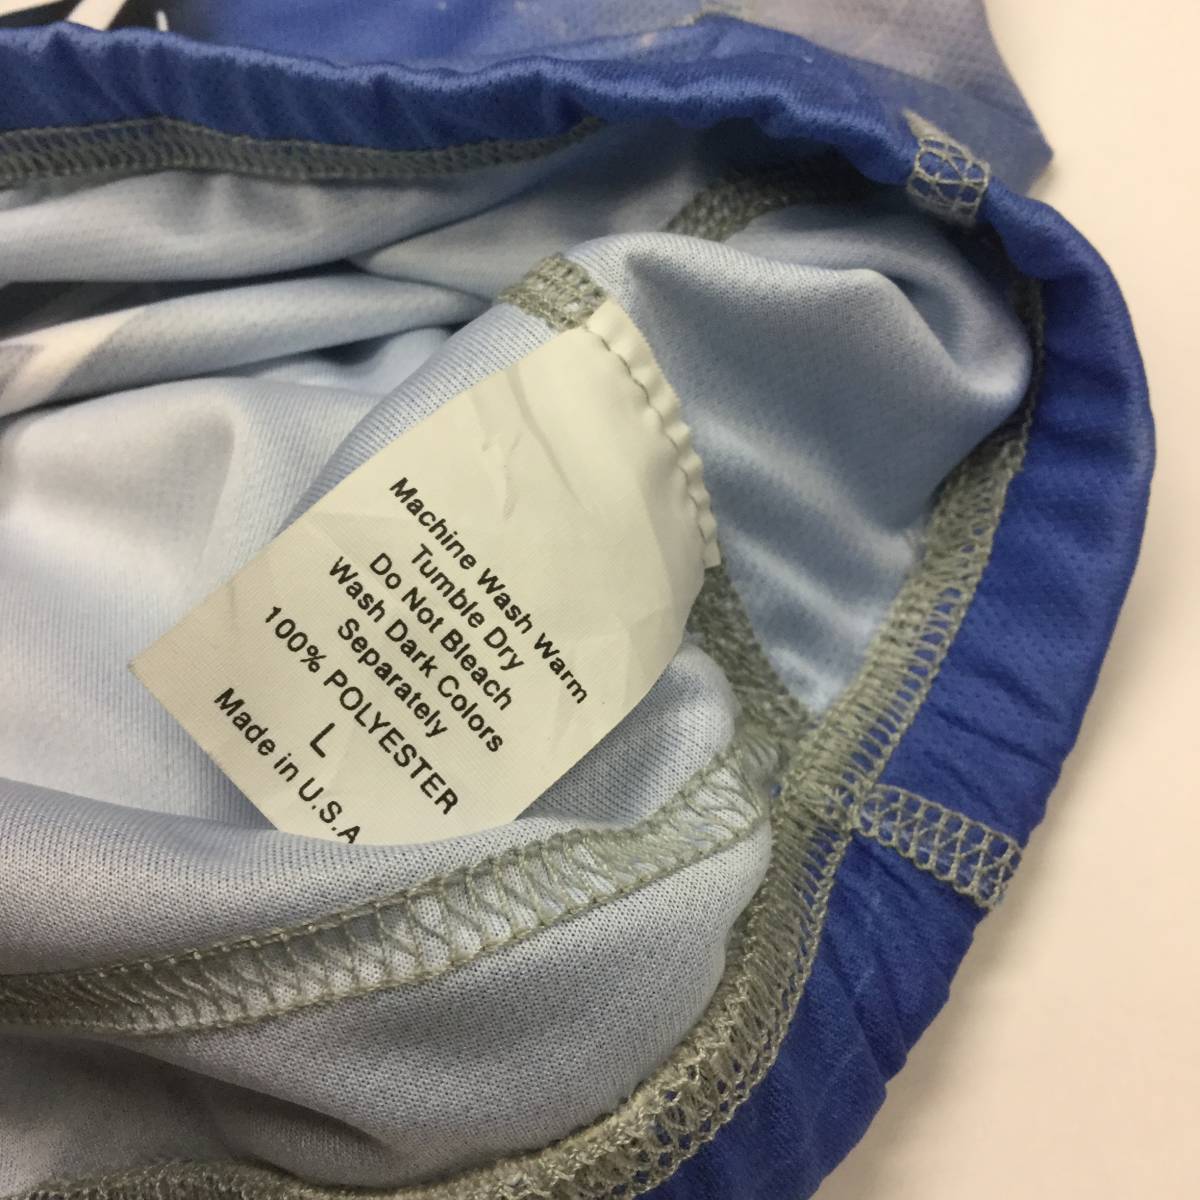 Machine Wash Warm
Tumble Dry
Do Not Bleach
Wash Dark Colors
Separately
100% POLYESTER
L
Made in U.S.A